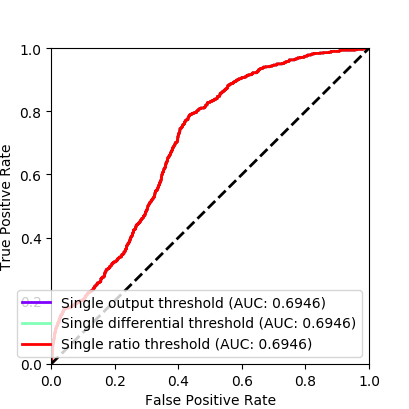 1.0
0.8
0.6
0.4
0.2
0.0
True Positive Rate
Single output threshold (AUC: 0.6946)
Single differential threshold (AUC: 0.6946)
Single ratio threshold (AUC: 0.6946)
0.0 0.2 0.4 0.6 0.8 1.0
False Positive Rate